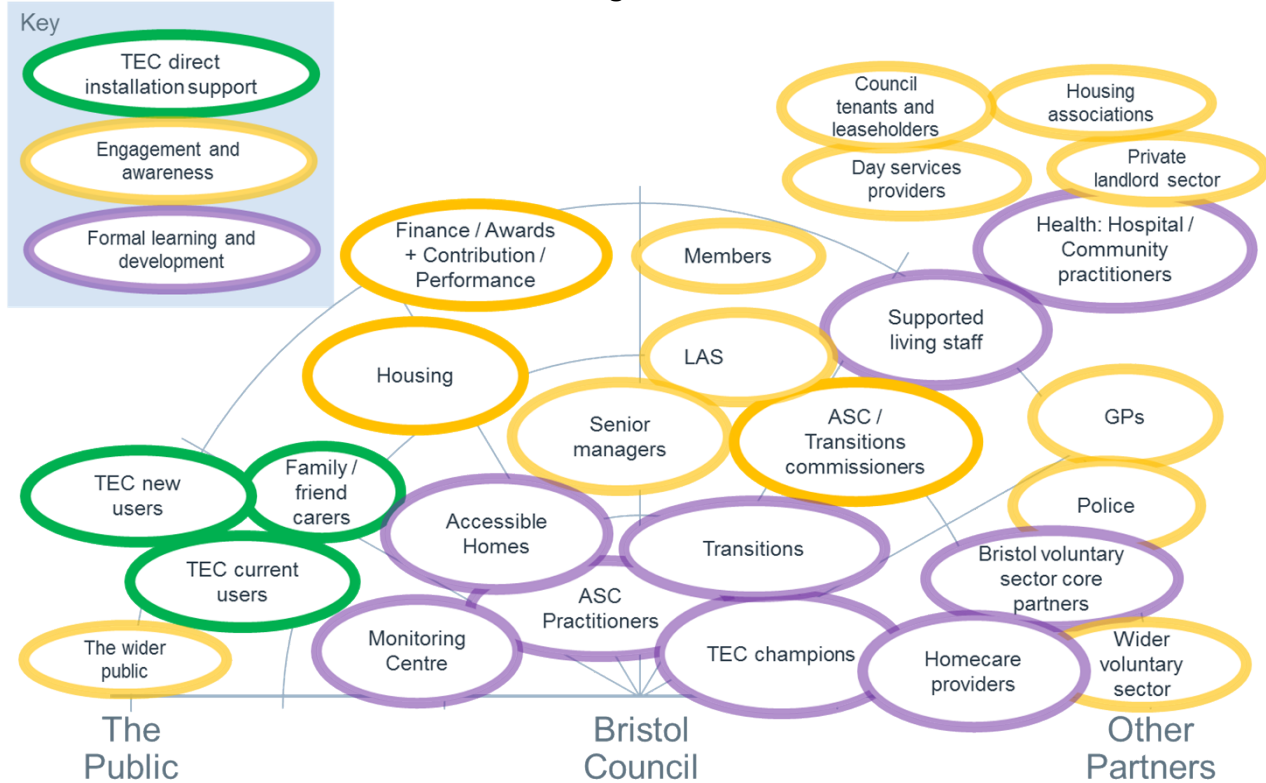 Key
TEC direct
installation support
Engagement and
awareness
Formal learning and
development
Council
tenants and
leaseholders
Housing
associations
Day services
providers
Private
landlord sector
Health: Hospital /
Community
practitioners
Finance / Awards
+ Contribution /
Performance
Members
Supported
living staff
Housing
LAS
Senior
managers
ASC /
Transitions
commissioners
GPs
Police
TEC new
users
Family /
friend
carers
Accessible
Homes
Transitions
TEC current
users
ASC
Practitioners
Bristol voluntary
sector core
partners
The wider
public
Monitoring
Centre
TEC champions
Homecare
providers
Wider
voluntary
sector
The
Public
Bristol
Council
Other
Partners